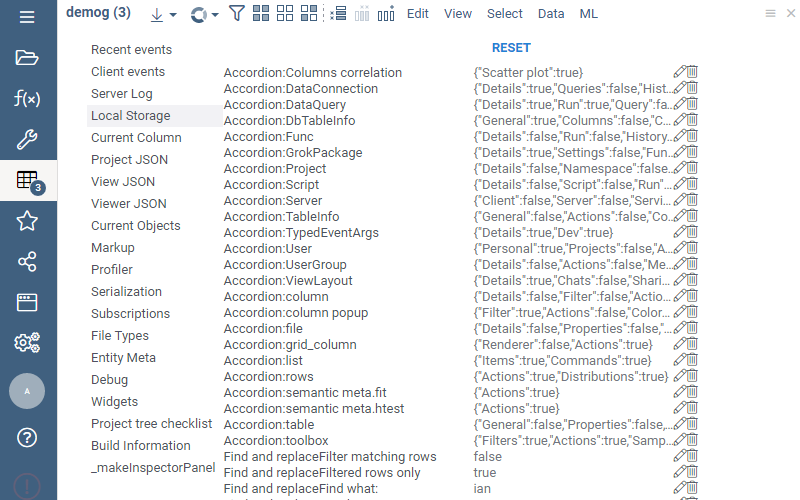 demog (3)
Edit View Select Data ML
RESET
Recent events
Client events
Server Log
Local Storage
Current Column
Project JSON
View JSON
Viewer JSON
Current Objects
Markup
Profiler
Serialization
Subscriptions
File Types
Entity Meta
Debug
Widgets
Project tree checklist
Build Information
_makeInspectorPanel
Accordion:Columns correlation {"Scatter plot":true}
Accordion:DataConnection {"Details":true,"Queries":false,"Hist...
Accordion:DataQuery {"Details":true,"Run":true,"Query":fa...
Accordion:DbTableInfo {"General":true,"Columns":false,"C...
Accordion:Func {"Details":false,"Run":false,"History...
Accordion:GrokPackage {"Details":true,"Settings":false,"Fun...
Accordion:Project {"Details":false,"Namespace":false...
Accordion:Script {"Details":false,"Script":false,"Run"...
Accordion:Server {"Client":false,"Server":false,"Servi...
Accordion:TableInfo {"General":false,"Actions":false,"Co...
Accordion:TypedEventArgs {"Details":true,"Dev":true}
Accordion:User {"Personal":true,"Projects":false,"A...
Accordion:UserGroup {"Details":false,"Actions":false,"Me...
Accordion:ViewLayout {"Details":true,"Chats":false,"Shari...
Accordion:column {"Details":false,"Filter":false,"Actio...
Accordion:column popup {"Filter":true,"Actions":false,"Color...
Accordion:file {"Details":false,"Properties":false,"...
Accordion:grid_column {"Renderer":false,"Actions":true}
Accordion:list {"Items":true,"Commands":true}
Accordion:rows {"Actions":true,"Distributions":true}
Accordion:semantic meta.fit {"Actions":true}
Accordion:semantic meta.htest {"Actions":true}
Accordion:table {"General":false,"Properties":false,...
Accordion:toolbox {"Filters":true,"Actions":true,"Samp...
Find and replaceFilter matching rows false
Find and replaceFiltered rows only true
Find and replaceFind what: ian
f(x)
3
A